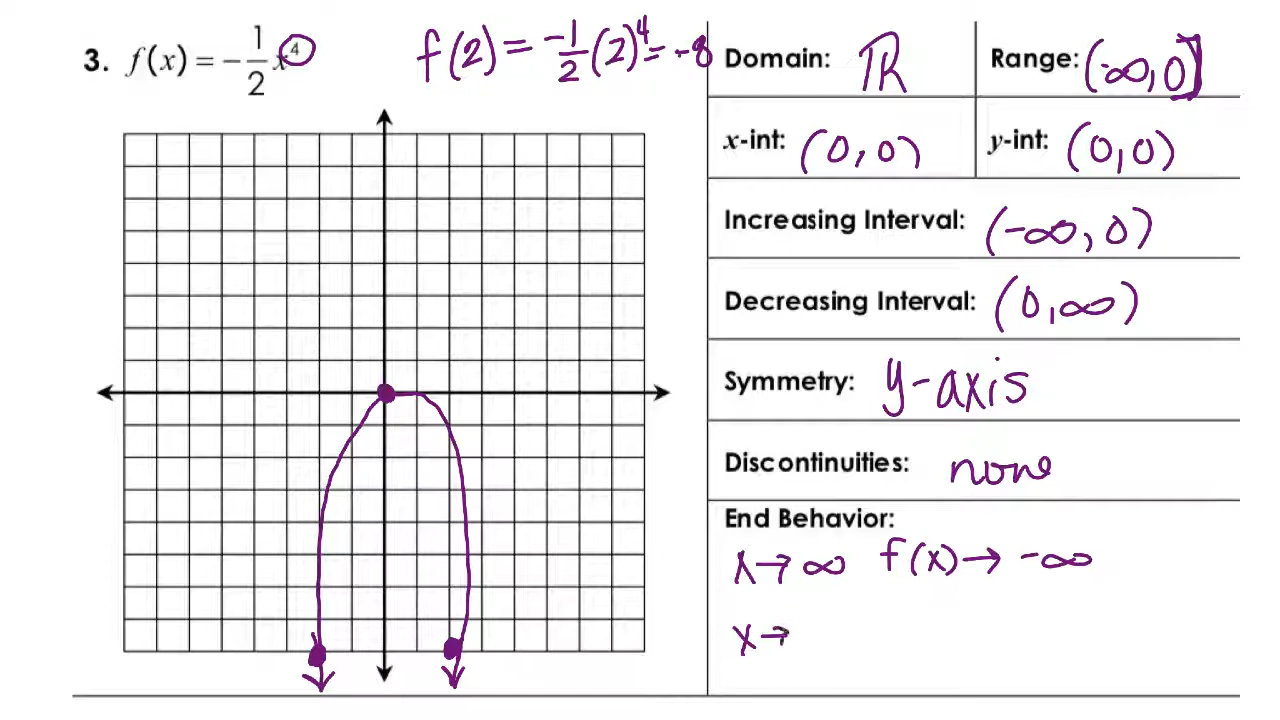 3. f(x) = -1/2 x^4
f(2) = -1/2 (2)^4 = -8
Domain: ℝ
Range: (-∞, 0]
x-int: (0, 0)
y-int: (0, 0)
Increasing Interval: (-∞, 0)
Decreasing Interval: (0, ∞)
Symmetry: y-axis
Discontinuities: none
End Behavior:
x → ∞ f(x) → -∞
x →